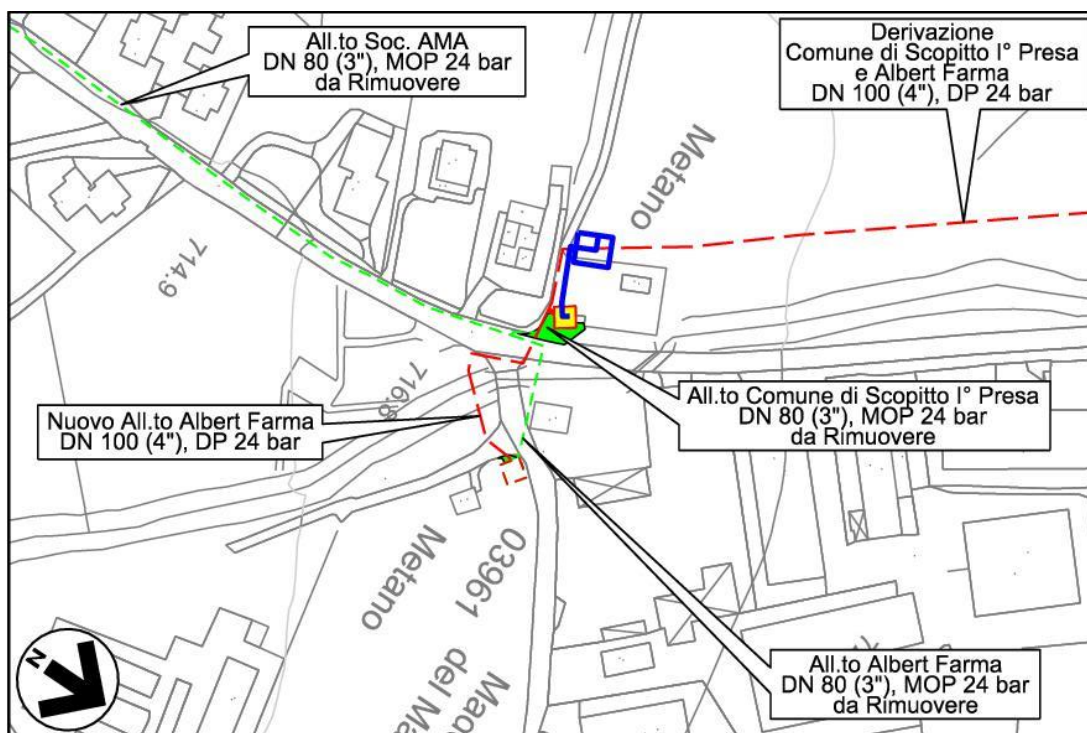 All.to Soc. AMA
DN 80 (3"), MOP 24 bar
da Rimuovere
Derivazione
Comune di Scopitto I° Presa
e Albert Farma
DN 100 (4"), DP 24 bar
Metano
714.9
716.8
All.to Comune di Scopitto I° Presa
DN 80 (3"), MOP 24 bar
da Rimuovere
Nuovo All.to Albert Farma
DN 100 (4"), DP 24 bar
Metano
03961
del Ma
Mad
All.to Albert Farma
DN 80 (3"), MOP 24 bar
da Rimuovere
N